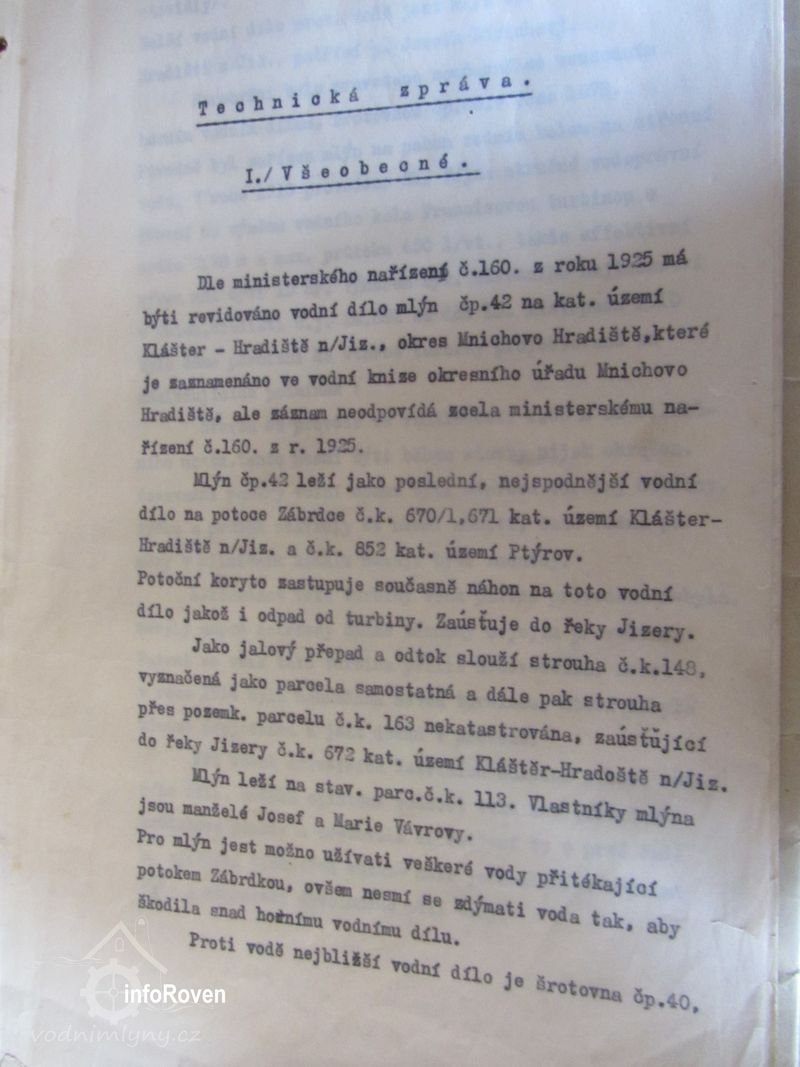 Technická zpráva.
I./Všeobecné.
Dle ministerského nařízení č.160. z roku 1925 má
býti revidováno vodní dílo mlýn čp.42 na kat. území
Klášter - Hradiště n/Jiz., okres Mnichovo Hradiště,které
je zaznamenáno ve vodní knize okresního úřadu Mnichovo
Hradiště, ale záznam neodpovídá zcela ministerskému na-
řízení č.160. z r. 1925.
Mlýn čp.42 leží jako poslední, nejspodnější vodní
dílo na potoce Zábrdce č.k. 670/1,671 kat. území Klášter-
Hradiště n/Jiz. a č.k. 852 kat. území Ptýrov.
Potoční koryto zastupuje současně náhon na toto vodní
dílo jakož i odpad od turbiny. Zaúsťuje do řeky Jizery.
Jako jalový přepad a odtok slouží strouha č.k.148,
vyznačená jako parcela samostatná a dále pak strouha
přes pozemk. parcelu č.k. 163 nekatastrována, zaúsťující
do řeky Jizery č.k. 672 kat. území Kláštěr-Hradoště n/Jiz.
Mlýn leží na stav. parc.č.k. 113. Vlastníky mlýna
jsou manželé Josef a Marie Vávrovy.
Pro mlýn jest možno užívati veškeré vody přitékající
potokem Zábrdkou, ovšem nesmí se zdýmati voda tak, aby
škodila snad hornímu vodnímu dílu.
Proti vodě nejbližší vodní dílo je šrotovna čp.40,
infoRoven
vodnimlyny.cz